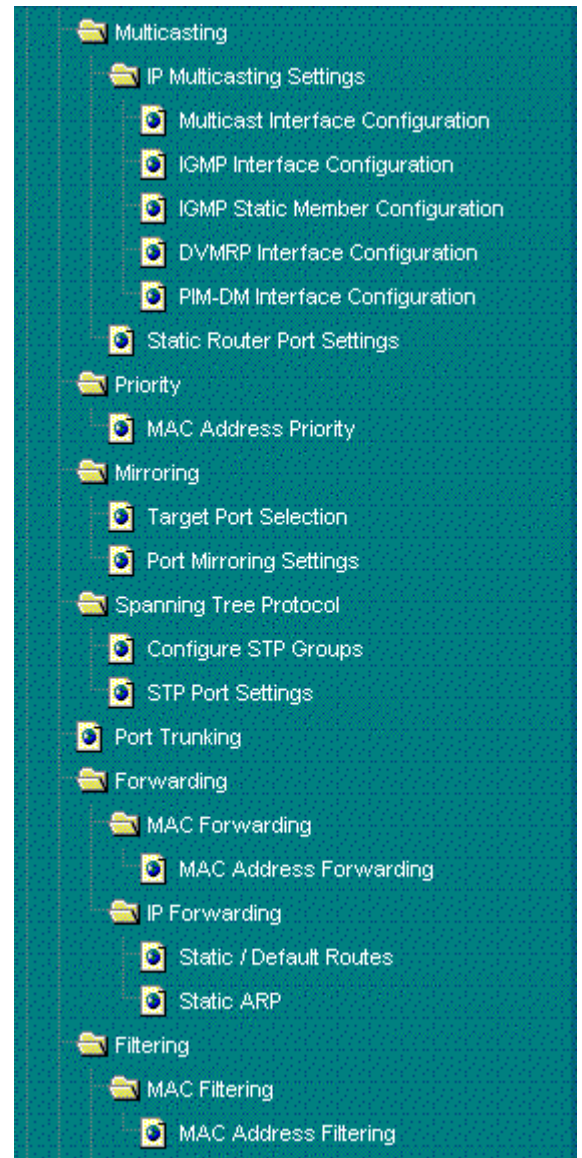 Multicasting
IP Multicasting Settings
Multicast Interface Configuration
IGMP Interface Configuration
IGMP Static Member Configuration
DVMRP Interface Configuration
PIM-DM Interface Configuration
Static Router Port Settings
Priority
MAC Address Priority
Mirroring
Target Port Selection
Port Mirroring Settings
Spanning Tree Protocol
Configure STP Groups
STP Port Settings
Port Trunking
Forwarding
MAC Forwarding
MAC Address Forwarding
IP Forwarding
Static / Default Routes
Static ARP
Filtering
MAC Filtering
MAC Address Filtering